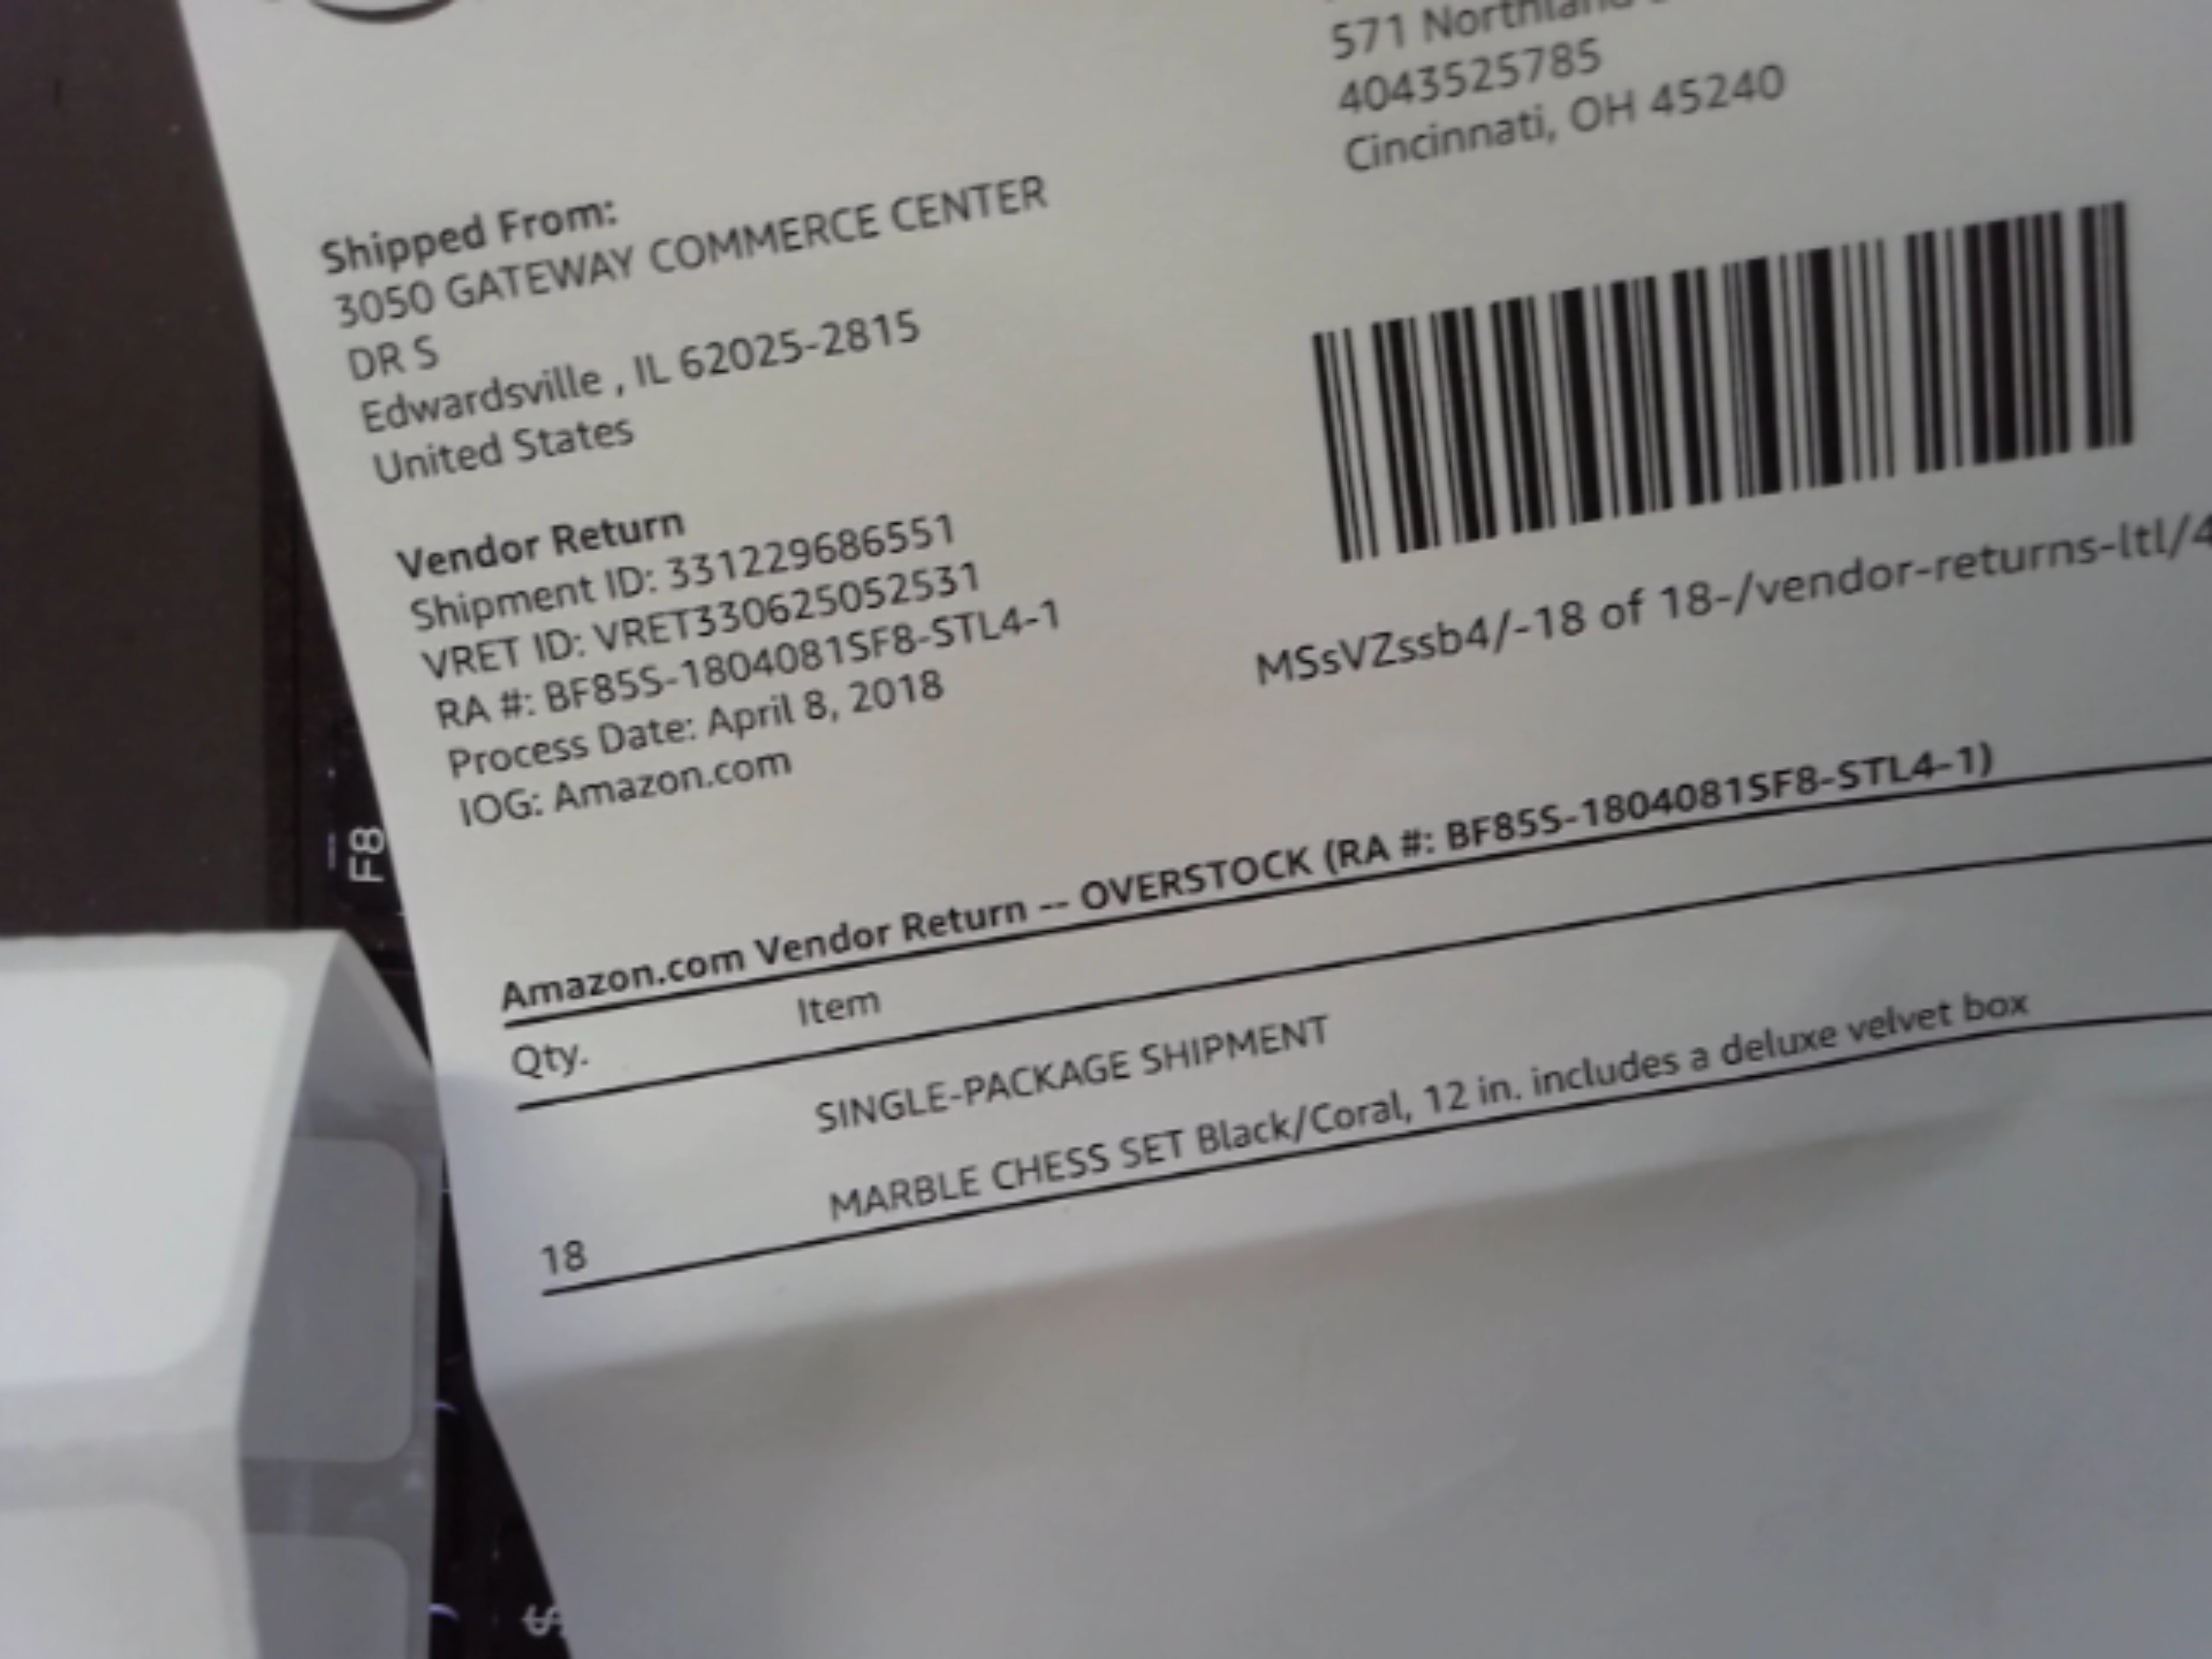 571 Northland
4043525785
Cincinnati, OH 45240
Shipped From:
3050 GATEWAY COMMERCE CENTER
DR S
Edwardsville , IL 62025-2815
United States
Vendor Return
Shipment ID: 331229686551
VRET ID: VRET330625052531
RA #: BF85S-1804081SF8-STL4-1
Process Date: April 8, 2018
IOG: Amazon.com
MSsVZssb4/-18 of 18-/vendor-returns-ltl/4
Amazon.com Vendor Return -- OVERSTOCK (RA #: BF85S-1804081SF8-STL4-1)
Qty. Item
SINGLE-PACKAGE SHIPMENT
18 MARBLE CHESS SET Black/Coral, 12 in. includes a deluxe velvet box
F8
$